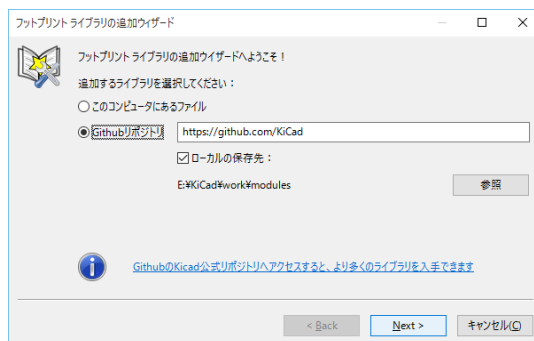 フットプリント ライブラリの追加ウィザード
フットプリント ライブラリの追加ウイザードへようこそ！
追加するライブラリを選択してください：
このコンピュータにあるファイル
Githubリポジトリ https://github.com/KiCad
ローカルの保存先：
E:¥KiCad¥work¥modules 参照
GithubのKicad公式リポジトリへアクセスすると、より多くのライブラリを入手できます
< Back Next > キャンセル(C)